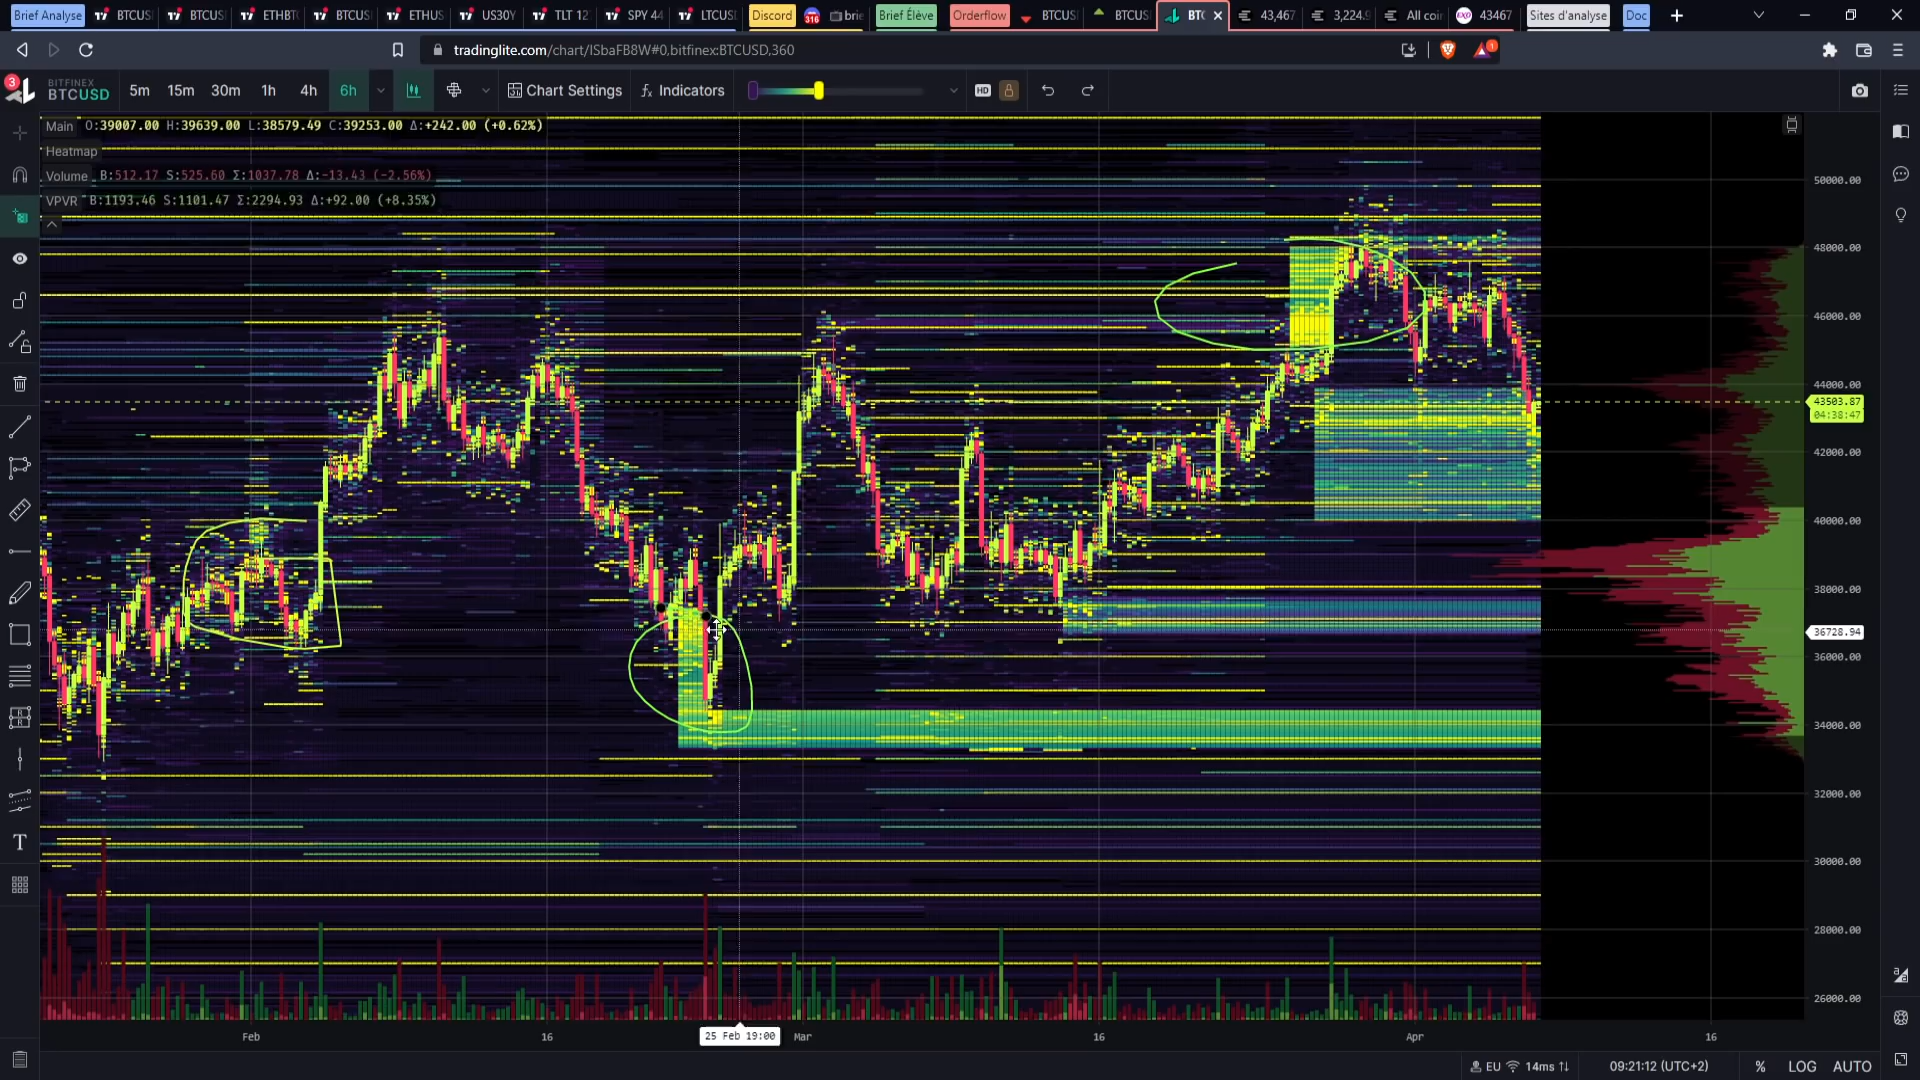 Brief Analyse BTCUS BTCUS ETHBT BTCUS ETHUS US30Y TLT 12 SPY 44 LTCUS Discord 316 brie Brief Élève Orderflow BTCUS BTCUS BTC 43,467 3,224.9 All coin 43467 Sites d'analyse Doc
tradinglite.com/chart/ISbaFB8W#0,bitfinex:BTCUSD,360 1
3 BITFINEX
BTCUSD 5m 15m 30m 1h 4h 6h Chart Settings fx Indicators HD
Main O:39007.00 H:39639.00 L:38579.49 C:39253.00 Δ:+242.00 (+0.62%)
Heatmap
Volume B:512.17 S:525.60 Σ:1037.78 Δ:-13.43 (-2.56%)
VPVR B:1193.46 S:1101.47 Σ:2294.93 Δ:+92.00 (+8.35%)
50000.00
48000.00
46000.00
44000.00
43503.87
04:38:47
42000.00
40000.00
38000.00
36728.94
36000.00
34000.00
32000.00
30000.00
28000.00
26000.00
Feb 16 25 Feb 19:00 Mar 16 Apr 16
EU 14ms 09:21:12 (UTC+2) % LOG AUTO